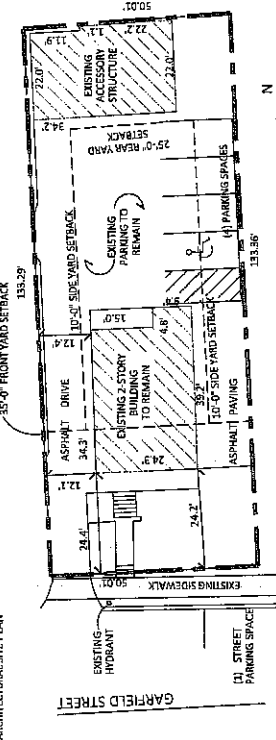 ARCHITECTURAL SITE PLAN
35'-0" FRONT YARD SETBACK
133.29'
50.01'
11.9'
1.1'
22.2'
22.0'
EXISTING
ACCESSORY
STRUCTURE
22.0'
34.2'
25'-0" REAR YARD
SETBACK
10'-0" SIDE YARD SETBACK
EXISTING
PARKING TO
REMAIN
(4) PARKING SPACES
N
12.4'
15.0'
4.8'
ASPHALT DRIVE
34.3'
EXISTING 2-STORY
BUILDING
TO REMAIN
39.2'
10'-0" SIDE YARD SETBACK
133.36'
12.1'
24.3'
ASPHALT PAVING
24.4'
24.2'
50.01'
EXISTING SIDEWALK
EXISTING
HYDRANT
(1) STREET
PARKING SPACE
GARFIELD STREET